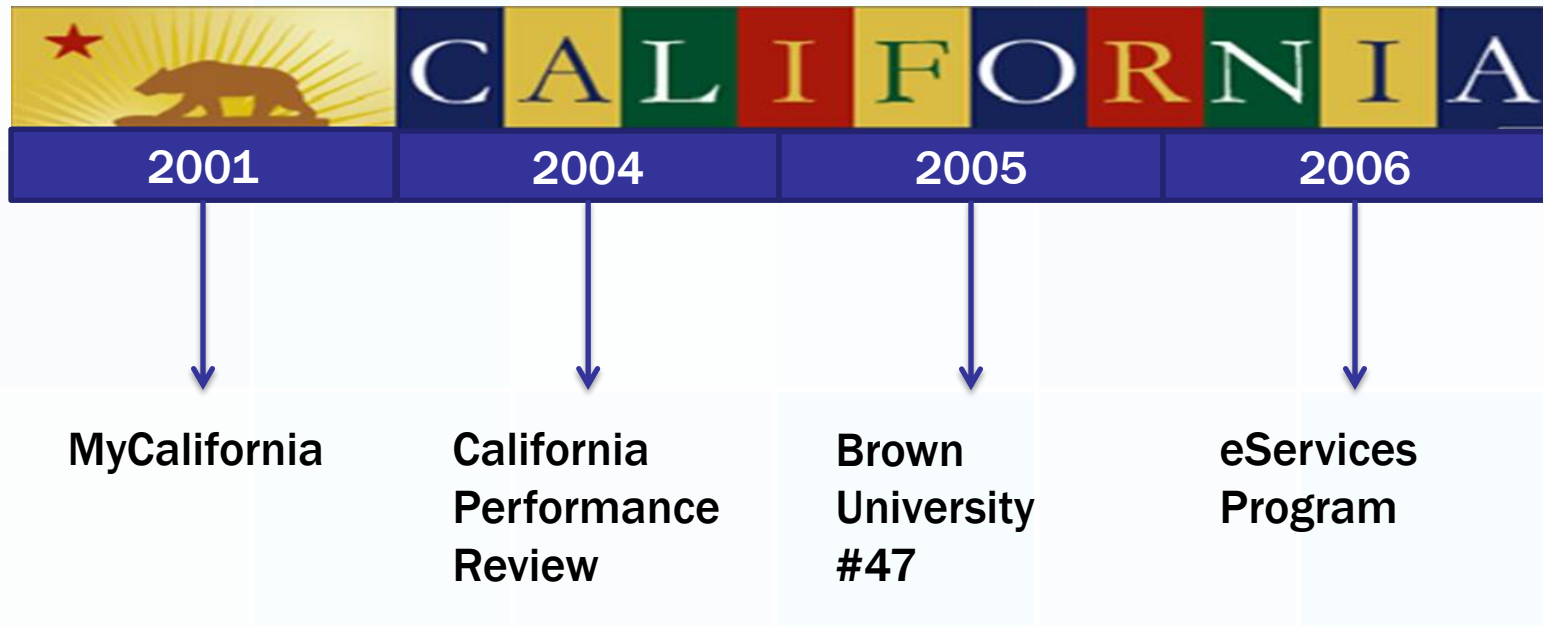 CALIFORNIA
2001 2004 2005 2006
MyCalifornia
California
Performance
Review
Brown
University
#47
eServices
Program